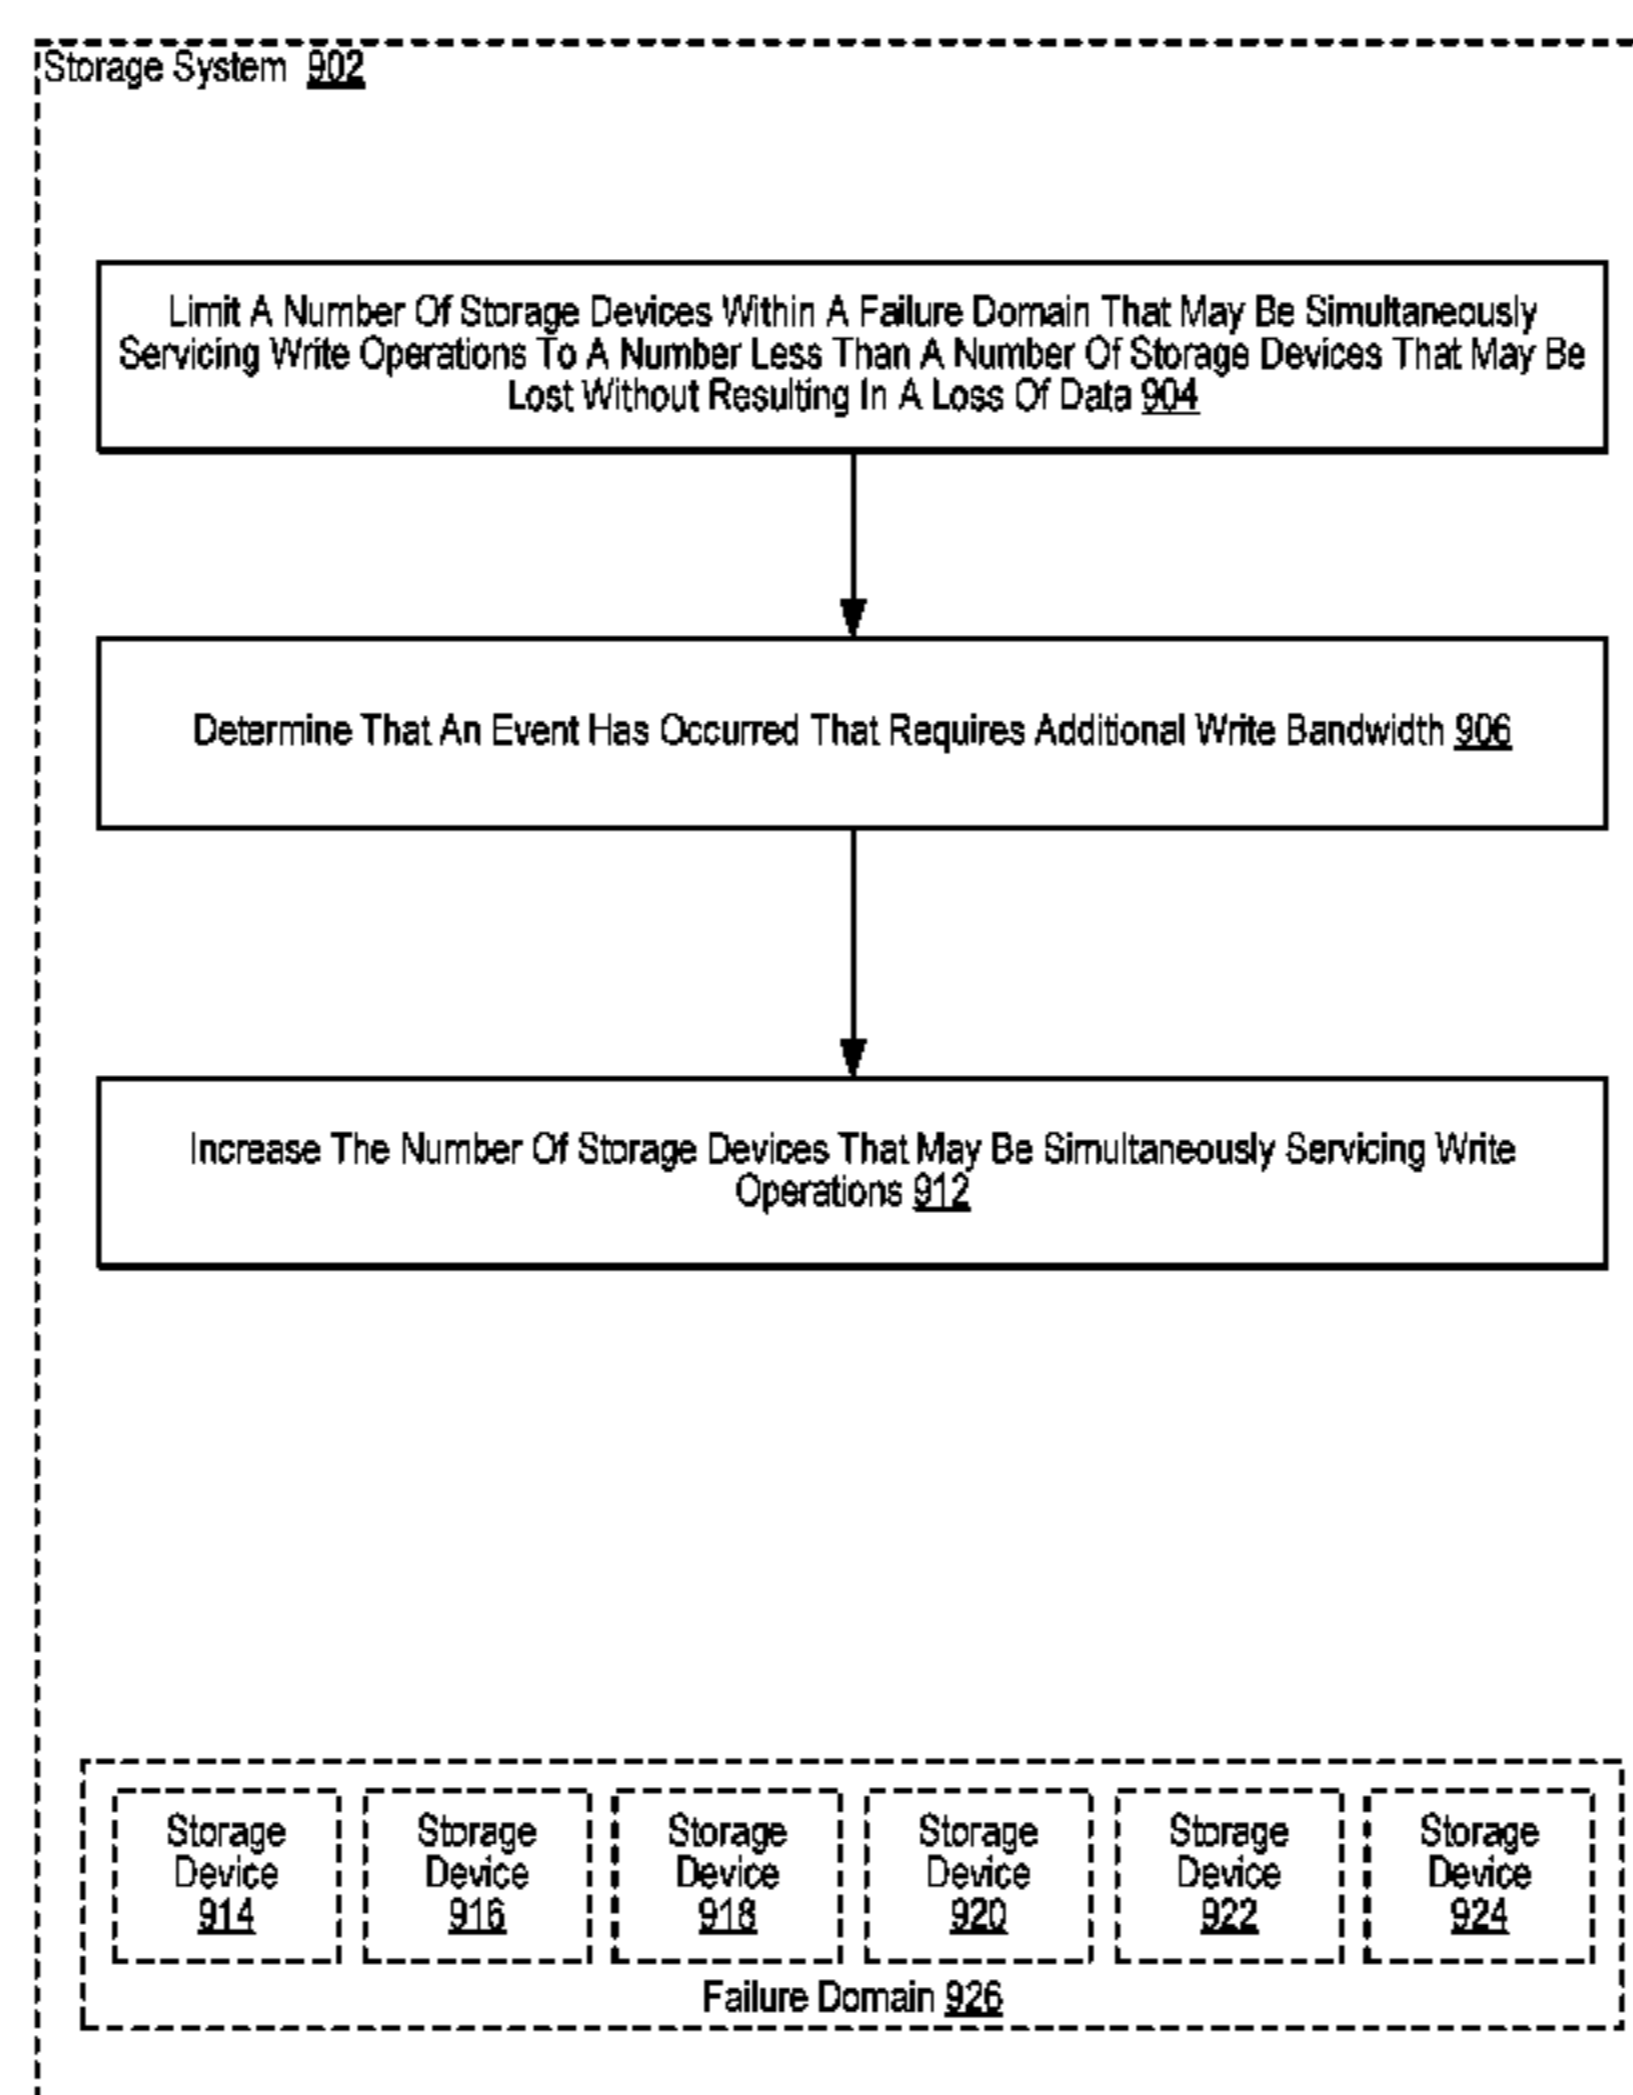 Storage System 902
Limit A Number Of Storage Devices Within A Failure Domain That May Be Simultaneously
Servicing Write Operations To A Number Less Than A Number Of Storage Devices That May Be
Lost Without Resulting In A Loss Of Data 904
Determine That An Event Has Occurred That Requires Additional Write Bandwidth 906
Increase The Number Of Storage Devices That May Be Simultaneously Servicing Write
Operations 912
Storage
Device
914
Storage
Device
916
Storage
Device
918
Storage
Device
920
Storage
Device
922
Storage
Device
924
Failure Domain 926